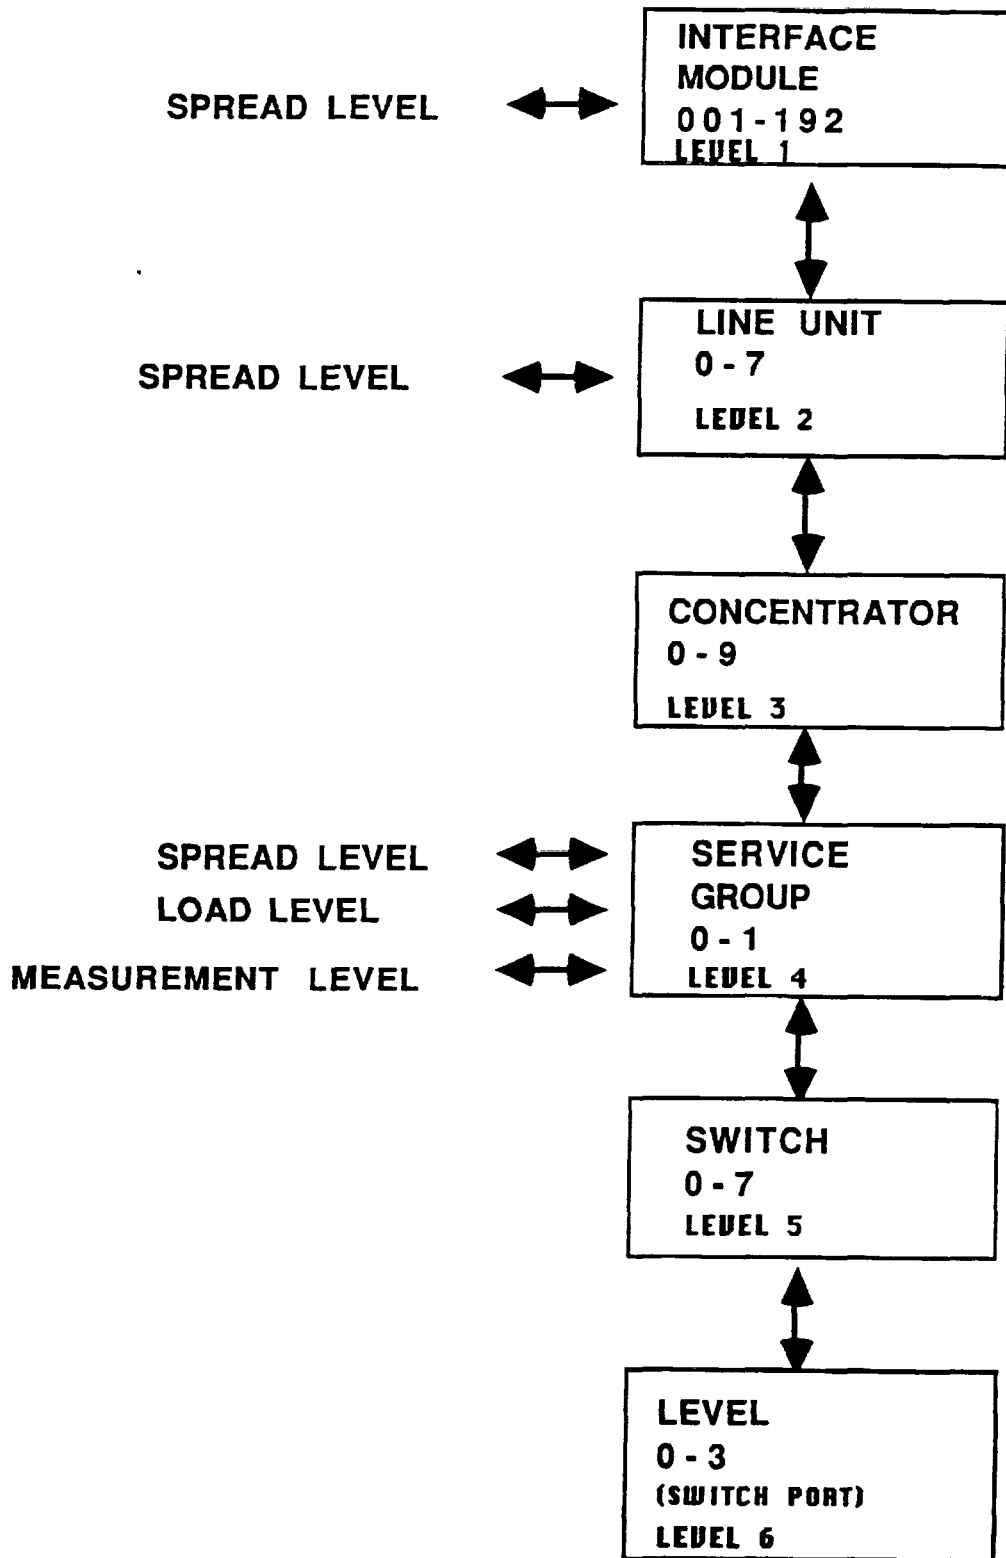 INTERFACE
MODULE
001-192
LEVEL 1
SPREAD LEVEL
LINE UNIT
0-7
LEVEL 2
SPREAD LEVEL
CONCENTRATOR
0-9
LEVEL 3
SERVICE
GROUP
0-1
LEVEL 4
SPREAD LEVEL
LOAD LEVEL
MEASUREMENT LEVEL
SWITCH
0-7
LEVEL 5
LEVEL
0-3
(SWITCH PORT)
LEVEL 6